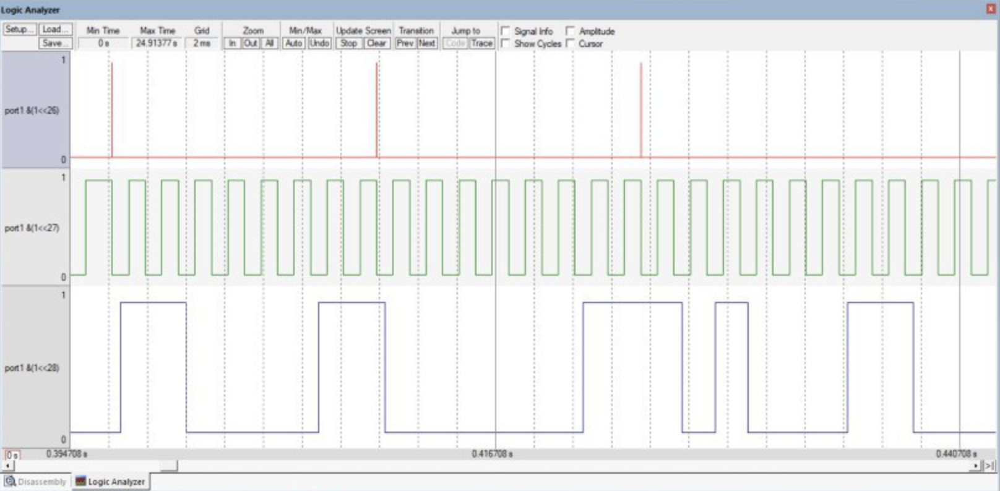 Logic Analyzer
Setup... Load... Min Time Max Time Grid Zoom Min/Max Update Screen Transition Jump to Signal Info Amplitude
Save... 0 s 24.91377 s 2 ms In Out All Auto Undo Stop Clear Prev Next Code Trace Show Cycles Cursor
1
port1 &(1<<26)
0
1
port1 &(1<<27)
0
1
port1 &(1<<28)
0
0 s 0.394708 s 0.416708 s 0.440708 s
Disassembly Logic Analyzer